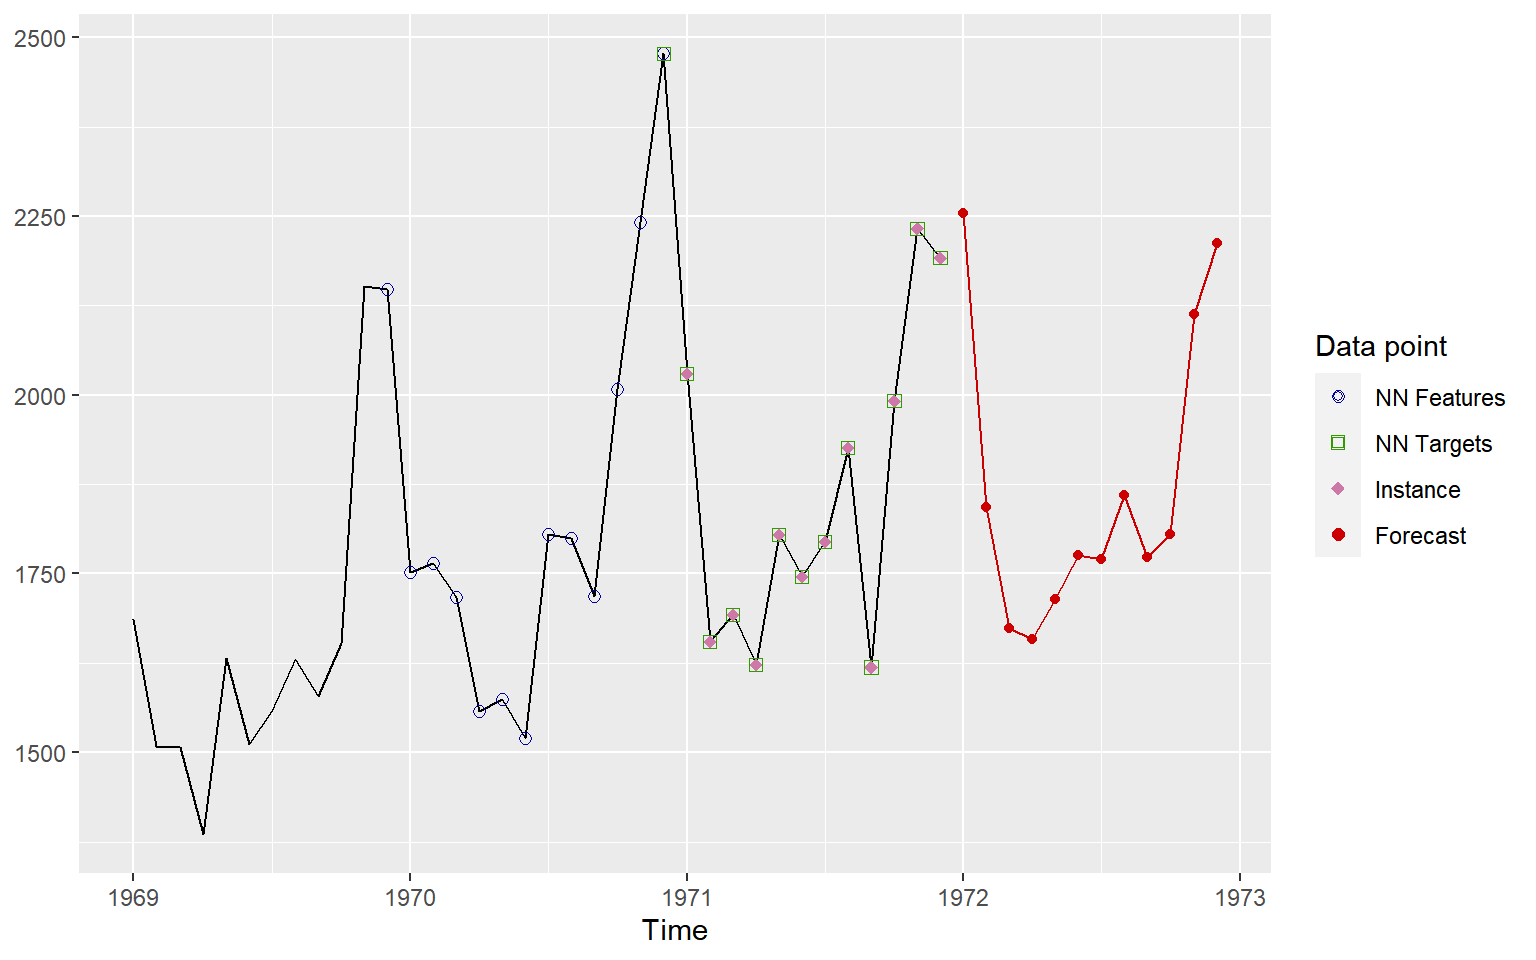 2500
2250
2000
1750
1500
1969 1970 1971 1972 1973
Time
Data point
NN Features
NN Targets
Instance
Forecast